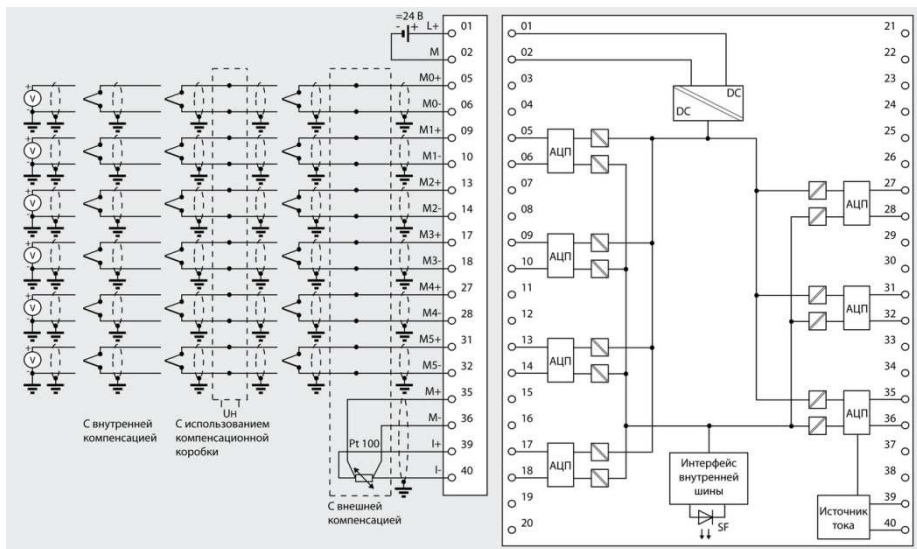 =24 В
- +
L+ 01
M 02
M0+ 05
M0- 06
M1+ 09
M1- 10
M2+ 13
M2- 14
M3+ 17
M3- 18
M4+ 27
M4- 28
M5+ 31
M5- 32
M+ 35
M- 36
I+ 39
I- 40
+
V
+
V
+
V
+
V
+
V
+
V
Uн
Pt 100
С внутренней
компенсацией
С использованием
компенсационной
коробки
С внешней
компенсацией
01
02
03
04
05
06
07
08
09
10
11
12
13
14
15
16
17
18
19
20
DC
DC
АЦП
АЦП
АЦП
АЦП
Интерфейс
внутренней
шины
SF
АЦП
АЦП
АЦП
Источник
тока
21
22
23
24
25
26
27
28
29
30
31
32
33
34
35
36
37
38
39
40